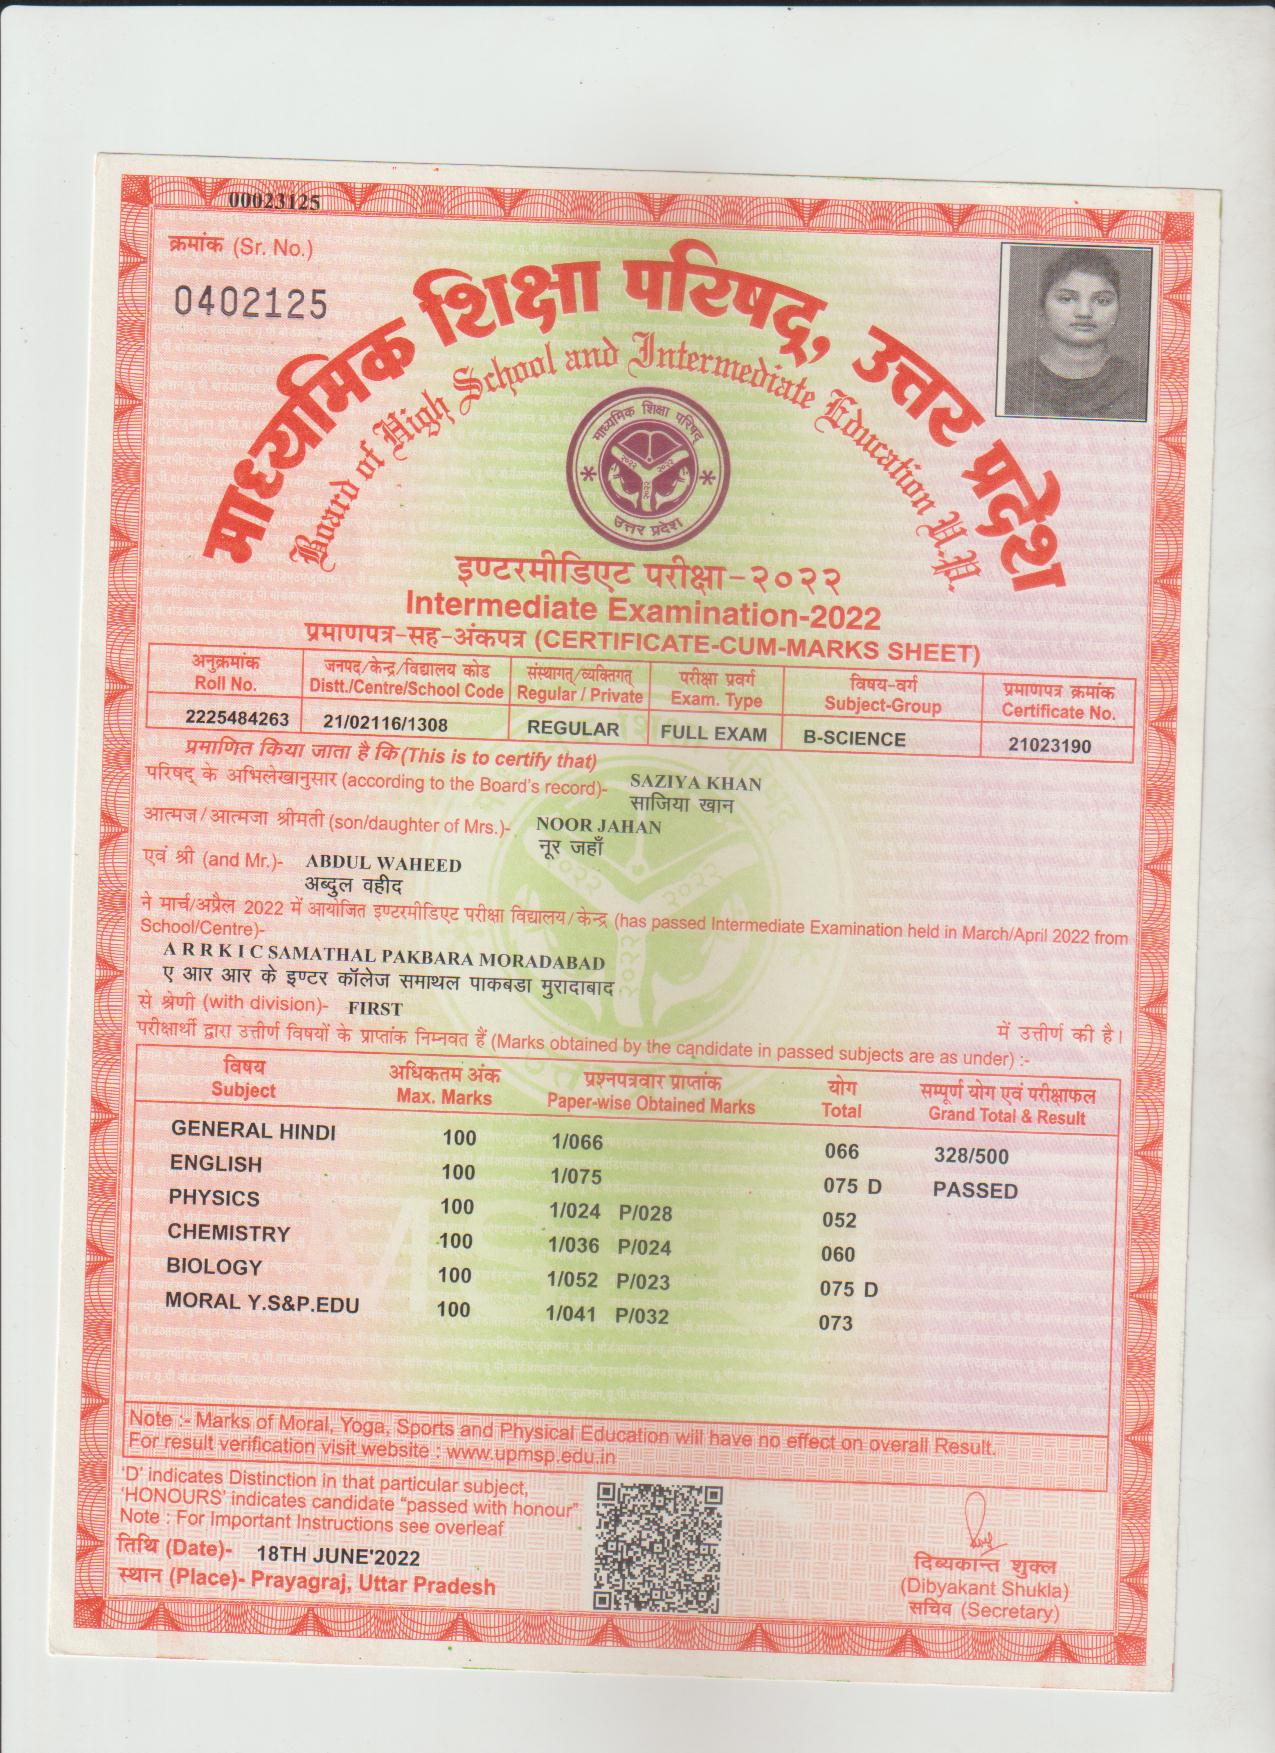 00023125
क्रमांक (Sr. No.)
0402125
माध्यमिक शिक्षा परिषद्, उत्तर प्रदेश
Board of High School and Intermediate Education U.P.
माध्यमिक शिक्षा परिषद्
२०२२ २०२२
२०२२
उत्तर प्रदेश
इण्टरमीडिएट परीक्षा-२०२२
Intermediate Examination-2022
प्रमाणपत्र-सह-अंकपत्र (CERTIFICATE-CUM-MARKS SHEET)
अनुक्रमांक जनपद/केन्द्र/विद्यालय कोड संस्थागत्/व्यक्तिगत् परीक्षा प्रवर्ग विषय-वर्ग प्रमाणपत्र क्रमांक
Roll No. Distt./Centre/School Code Regular / Private Exam. Type Subject-Group Certificate No.
2225484263 21/02116/1308 REGULAR FULL EXAM B-SCIENCE 21023190
प्रमाणित किया जाता है कि (This is to certify that)
परिषद् के अभिलेखानुसार (according to the Board's record)- SAZIYA KHAN
साजिया खान
आत्मज/आत्मजा श्रीमती (son/daughter of Mrs.)- NOOR JAHAN
नूर जहाँ
एवं श्री (and Mr.)- ABDUL WAHEED
अब्दुल वहीद
ने मार्च/अप्रैल 2022 में आयोजित इण्टरमीडिएट परीक्षा विद्यालय/केन्द्र (has passed Intermediate Examination held in March/April 2022 from
School/Centre)-
A R R K I C SAMATHAL PAKBARA MORADABAD
ए आर आर के इण्टर कॉलेज समाथल पाकबडा मुरादाबाद
से श्रेणी (with division)- FIRST में उत्तीर्ण की है।
परीक्षार्थी द्वारा उत्तीर्ण विषयों के प्राप्तांक निम्नवत हैं (Marks obtained by the candidate in passed subjects are as under) :-
विषय अधिकतम अंक प्रश्नपत्रवार प्राप्तांक योग सम्पूर्ण योग एवं परीक्षाफल
Subject Max. Marks Paper-wise Obtained Marks Total Grand Total & Result
GENERAL HINDI 100 1/066 066 328/500
ENGLISH 100 1/075 075 D PASSED
PHYSICS 100 1/024 P/028 052
CHEMISTRY 100 1/036 P/024 060
BIOLOGY 100 1/052 P/023 075 D
MORAL Y.S&P.EDU 100 1/041 P/032 073
Note :- Marks of Moral, Yoga, Sports and Physical Education will have no effect on overall Result.
For result verification visit website : www.upmsp.edu.in
'D' indicates Distinction in that particular subject,
'HONOURS' indicates candidate "passed with honour"
Note : For Important Instructions see overleaf
तिथि (Date)- 18TH JUNE'2022
स्थान (Place)- Prayagraj, Uttar Pradesh
दिव्यकान्त शुक्ल
(Dibyakant Shukla)
सचिव (Secretary)